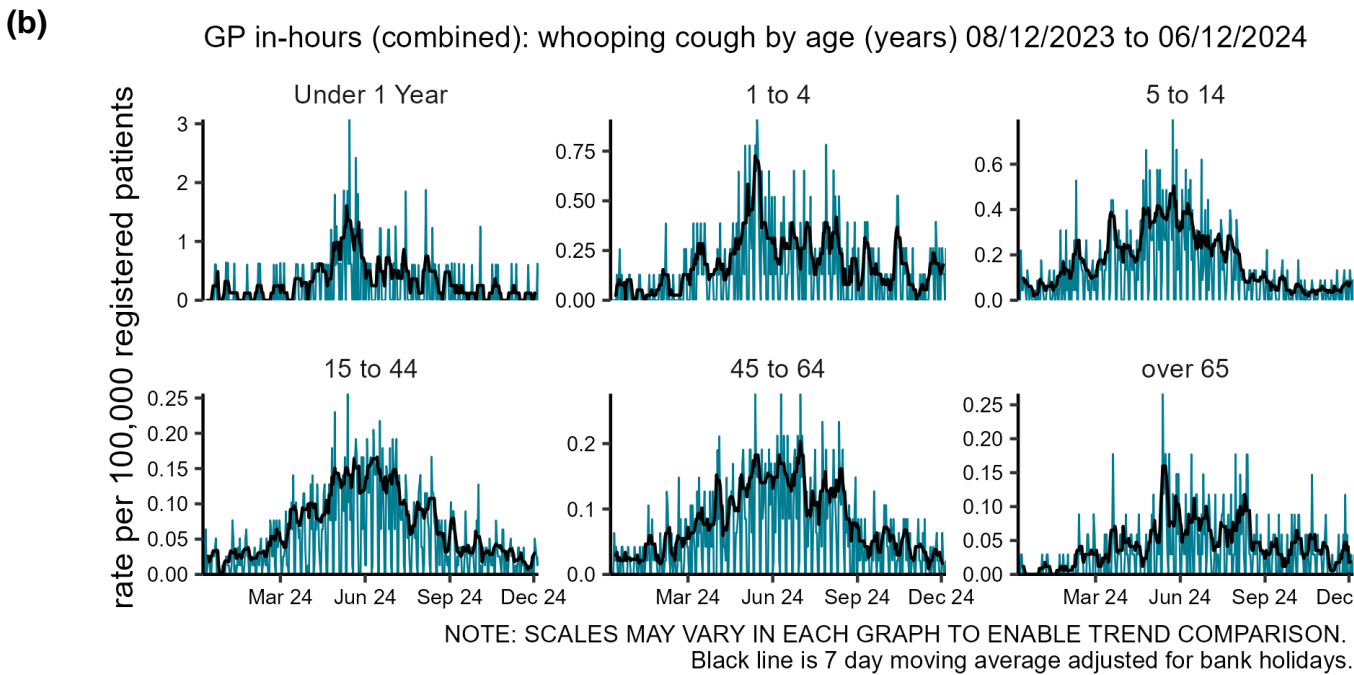 (b)
GP in-hours (combined): whooping cough by age (years) 08/12/2023 to 06/12/2024
rate per 100,000 registered patients
Under 1 Year
3
2
1
0
1 to 4
0.75
0.50
0.25
0.00
5 to 14
0.6
0.4
0.2
0.0
15 to 44
0.25
0.20
0.15
0.10
0.05
0.00
Mar 24 Jun 24 Sep 24 Dec 24
45 to 64
0.2
0.1
0.0
Mar 24 Jun 24 Sep 24 Dec 24
over 65
0.25
0.20
0.15
0.10
0.05
0.00
Mar 24 Jun 24 Sep 24 Dec
NOTE: SCALES MAY VARY IN EACH GRAPH TO ENABLE TREND COMPARISON.
Black line is 7 day moving average adjusted for bank holidays.